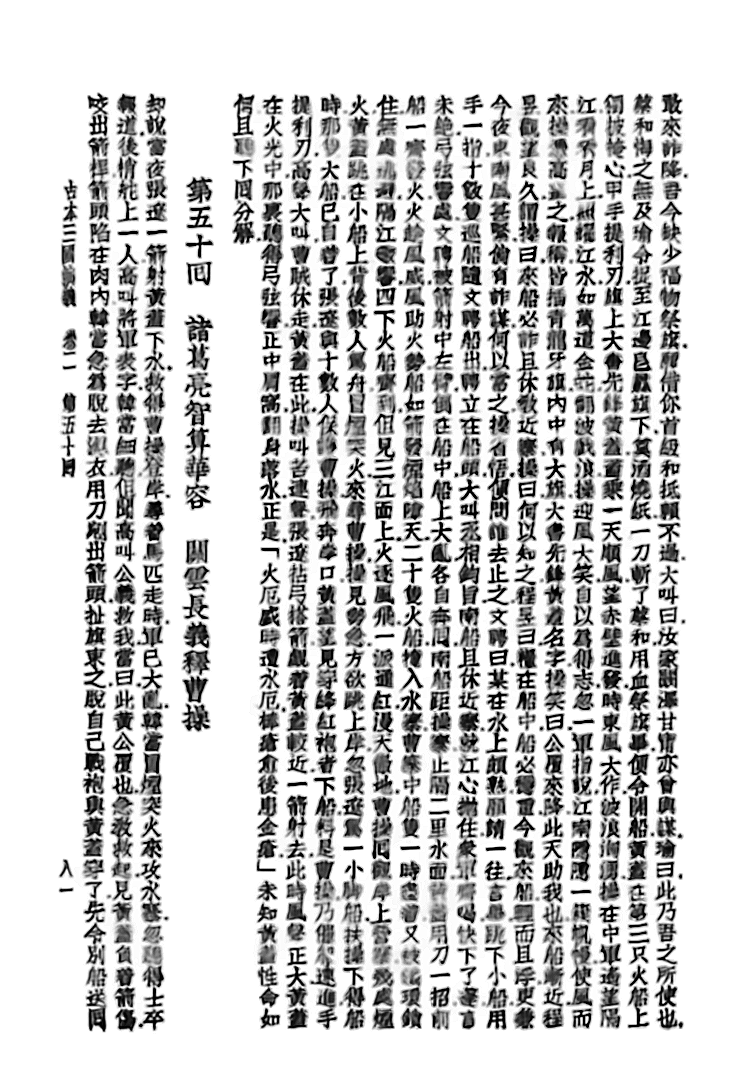 敢來詐降吾今缺少福物祭旗願借你首級和抵賴不過大叫曰汝家闞澤甘甯亦曾與謀瑜曰此乃吾之所使也
蔡和悔之無及瑜令捉至江邊皂纛旗下奠酒燒紙一刀斬了蔡和用血祭旗畢便令開船黃蓋在第三只火船上
獨披掩心甲手提利刃旗上大書先鋒黃蓋蓋乘一天順風望赤壁進發時東風大作波浪洶湧操在中軍遙望隔
江看看月上照耀江水如萬道金蛇翻波戲浪操迎風大笑自以為得志忽一軍指說江南隱隱一簇帆幔使風而
來操憑高望之報稱皆插青龍牙旗內中有大旗大書先鋒黃蓋名字操笑曰公覆來降此天助我也來船漸近程
昱觀望良久謂操曰來船必詐且休教近寨操曰何以知之程昱曰糧在船中船必穩重今觀來船輕而且浮更兼
今夜東南風甚緊倘有詐謀何以當之操省悟便問誰去止之文聘曰某在水上頗熟願請一往言畢跳下小船用
手一指十數隻巡船隨文聘船出聘立在船頭大叫丞相鈞旨南船且休近寨就江心拋住眾軍齊喝快下了篷言
未絕弓弦響處文聘被箭射中左臂倒在船中船上大亂各自奔回南船距操寨止隔二里水面黃蓋用刀一招前
船一齊發火火趁風威風助火勢船如箭發煙焰障天二十隻火船撞入水寨曹寨中船隻一時盡着又被鐵環鎖
住無處逃避隔江砲響四下火船齊到但見三江面上火逐風飛一派通紅漫天徹地曹操回觀岸上營寨幾處煙
火黃蓋跳在小船上背後數人駕舟冒煙突火來尋曹操操見勢急方欲跳上岸忽張遼駕一小腳船扶操下得船
時那隻大船已自着了張遼與十數人保護曹操飛奔岸口黃蓋望見穿絳紅袍者下船料是曹操乃催船速進手
提利刃高聲大叫曹賊休走黃蓋在此操叫苦連聲張遼拈弓搭箭覷着黃蓋較近一箭射去此時風聲正大黃蓋
在火光中那裏聽得弓弦響正中肩窩翻身落水正是「火厄盛時遭水厄棒瘡愈後患金瘡」未知黃蓋性命如
何且聽下回分解
第五十回 諸葛亮智算華容 關雲長義釋曹操
却說當夜張遼一箭射黃蓋下水救得曹操登岸尋着馬匹走時軍已大亂韓當冒煙突火來攻水寨忽聽得士卒
報道後梢舵上一人高叫將軍表字韓當細聽但聞高叫公義救我當曰此黃公覆也急教救起見黃蓋負着箭傷
咬出箭桿箭頭陷在肉內韓當急為脫去濕衣用刀剜出箭頭扯旗束之脫自己戰袍與黃蓋穿了先令別船送回
古本三國演義 卷二 第五十回 八一